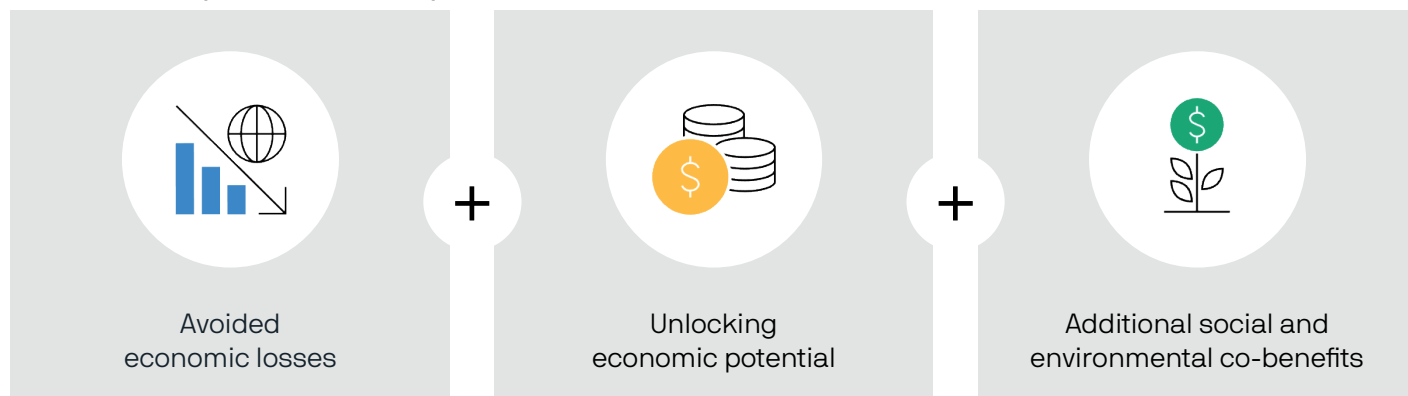 Avoided
economic losses
+
Unlocking
economic potential
+
Additional social and
environmental co-benefits
$
$